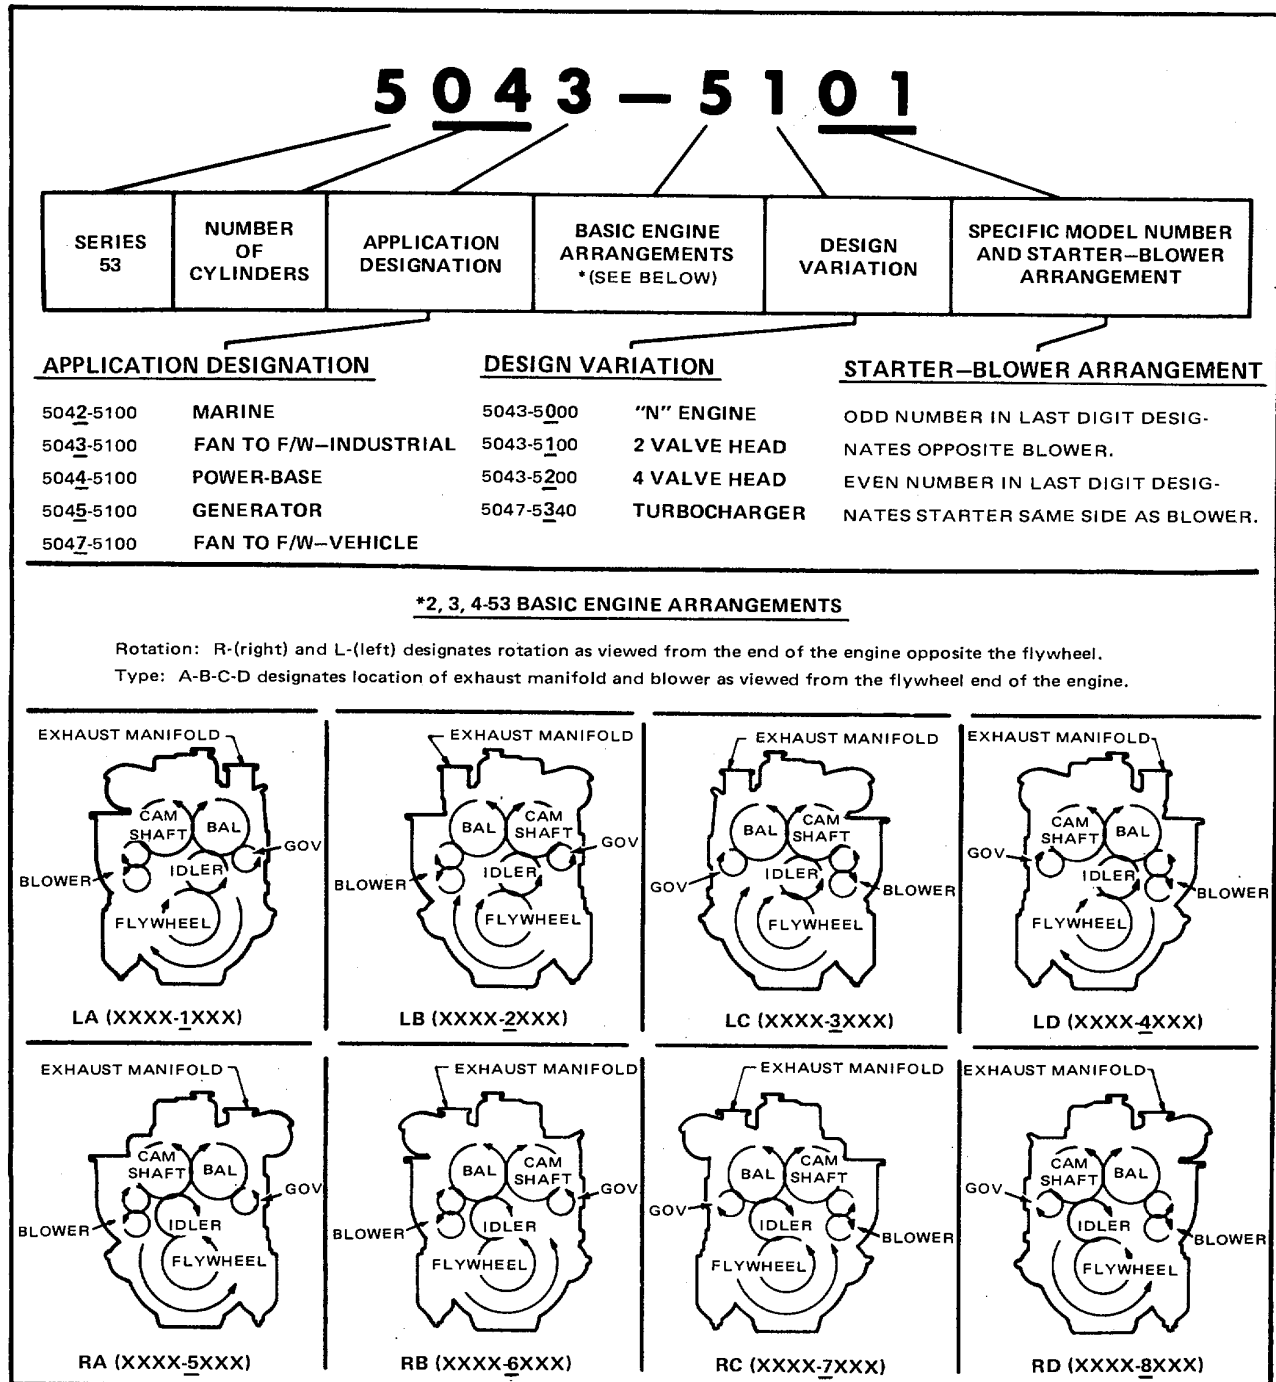 5043-5101
SERIES
53
NUMBER
OF
CYLINDERS
APPLICATION
DESIGNATION
BASIC ENGINE
ARRANGEMENTS
*(SEE BELOW)
DESIGN
VARIATION
SPECIFIC MODEL NUMBER
AND STARTER–BLOWER
ARRANGEMENT
APPLICATION DESIGNATION
5042-5100 MARINE
5043-5100 FAN TO F/W–INDUSTRIAL
5044-5100 POWER-BASE
5045-5100 GENERATOR
5047-5100 FAN TO F/W–VEHICLE
DESIGN VARIATION
5043-5000 "N" ENGINE
5043-5100 2 VALVE HEAD
5043-5200 4 VALVE HEAD
5047-5340 TURBOCHARGER
STARTER–BLOWER ARRANGEMENT
ODD NUMBER IN LAST DIGIT DESIG-
NATES OPPOSITE BLOWER.
EVEN NUMBER IN LAST DIGIT DESIG-
NATES STARTER SAME SIDE AS BLOWER.
*2, 3, 4-53 BASIC ENGINE ARRANGEMENTS
Rotation: R-(right) and L-(left) designates rotation as viewed from the end of the engine opposite the flywheel.
Type: A-B-C-D designates location of exhaust manifold and blower as viewed from the flywheel end of the engine.
EXHAUST MANIFOLD
CAM
SHAFT
BAL
GOV
IDLER
BLOWER
FLYWHEEL
LA (XXXX-1XXX)
EXHAUST MANIFOLD
BAL
CAM
SHAFT
GOV
IDLER
BLOWER
FLYWHEEL
LB (XXXX-2XXX)
EXHAUST MANIFOLD
BAL
CAM
SHAFT
GOV
IDLER
BLOWER
FLYWHEEL
LC (XXXX-3XXX)
EXHAUST MANIFOLD
CAM
SHAFT
BAL
GOV
IDLER
BLOWER
FLYWHEEL
LD (XXXX-4XXX)
EXHAUST MANIFOLD
CAM
SHAFT
BAL
GOV
IDLER
BLOWER
FLYWHEEL
RA (XXXX-5XXX)
EXHAUST MANIFOLD
BAL
CAM
SHAFT
GOV
IDLER
BLOWER
FLYWHEEL
RB (XXXX-6XXX)
EXHAUST MANIFOLD
BAL
CAM
SHAFT
GOV
IDLER
BLOWER
FLYWHEEL
RC (XXXX-7XXX)
EXHAUST MANIFOLD
CAM
SHAFT
BAL
GOV
IDLER
BLOWER
FLYWHEEL
RD (XXXX-8XXX)